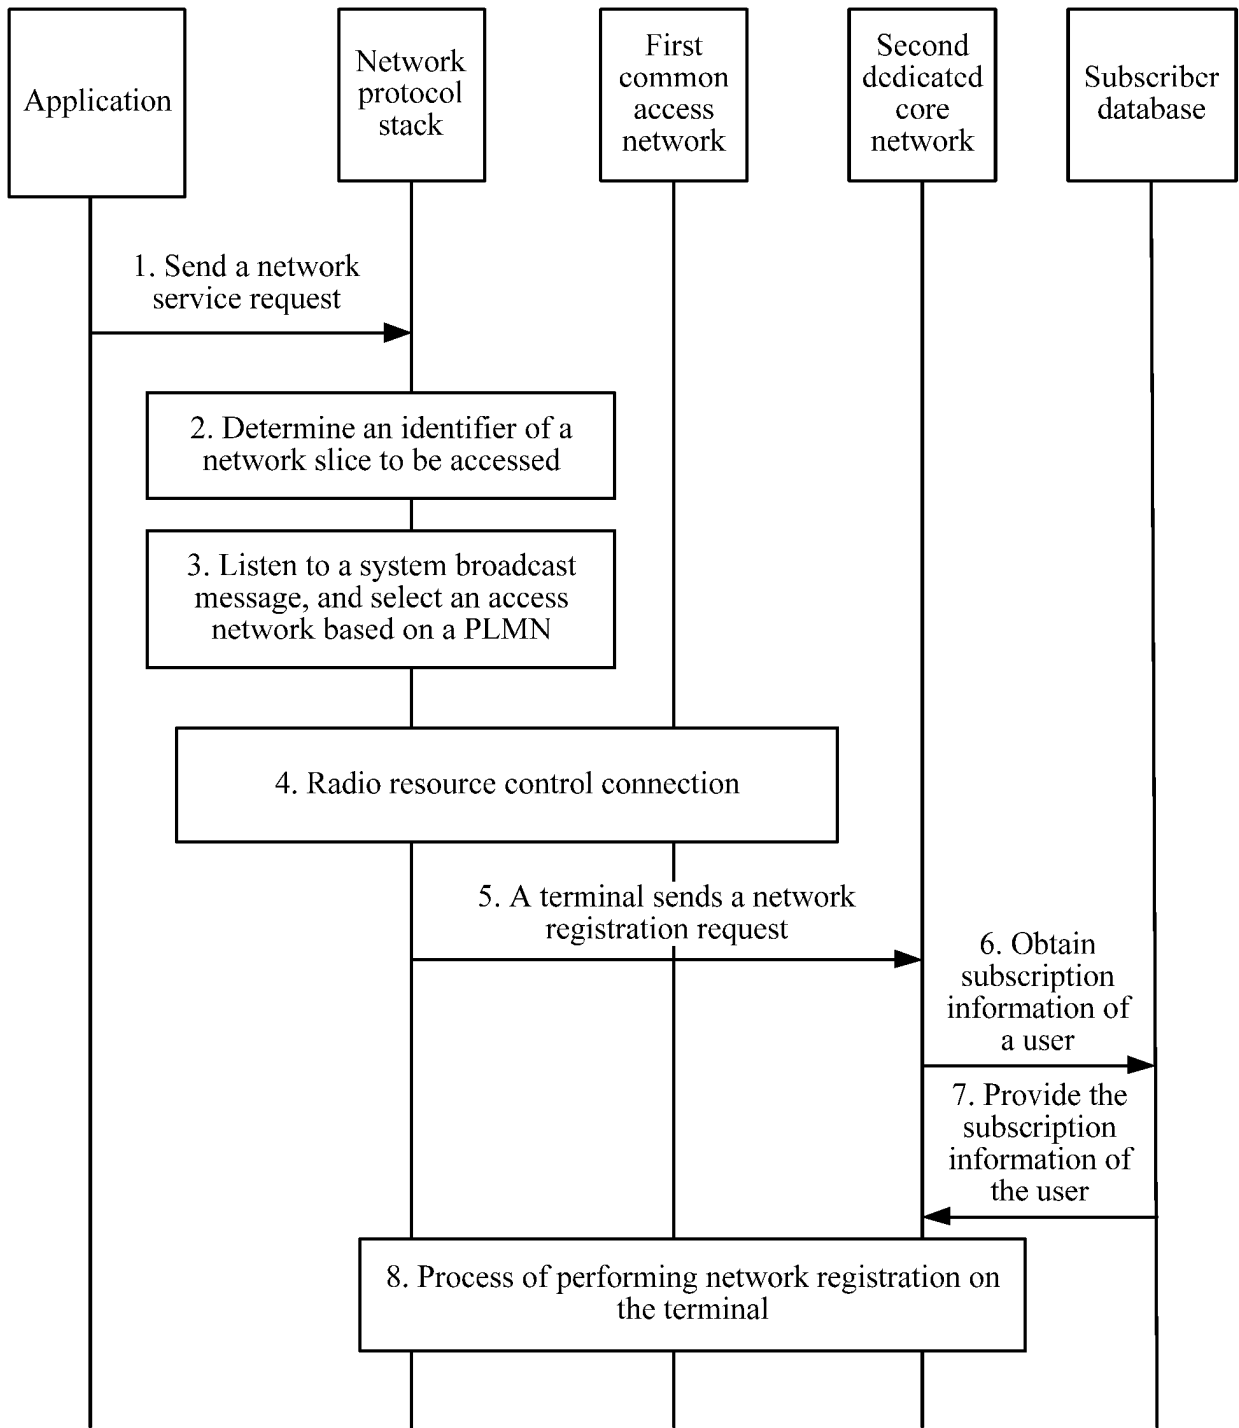 Application
Network
protocol
stack
First
common
access
network
Second
dedicated
core
network
Subscriber
database
1. Send a network
service request
2. Determine an identifier of a
network slice to be accessed
3. Listen to a system broadcast
message, and select an access
network based on a PLMN
4. Radio resource control connection
5. A terminal sends a network
registration request
6. Obtain
subscription
information of
a user
7. Provide the
subscription
information of
the user
8. Process of performing network registration on
the terminal